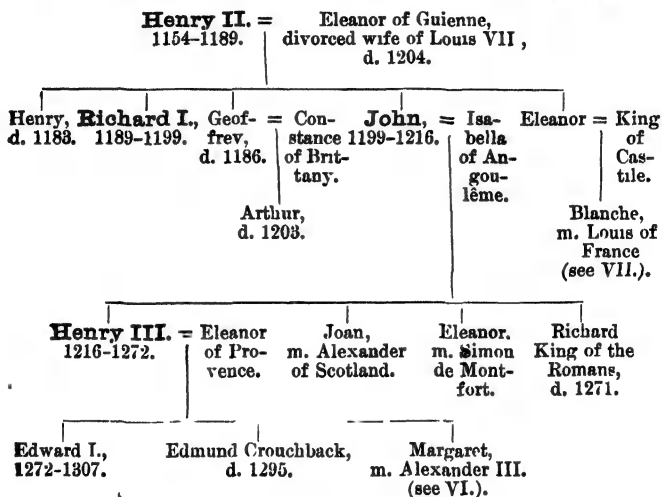 Henry II. = Eleanor of Guienne,
1154–1189. divorced wife of Louis VII,
d. 1204.
Henry, Richard I., Geof- = Con- John, = Isa- Eleanor = King
d. 1183. 1189–1199. frey, stance 1199–1216. bella of
d. 1186. of Brit- of An- Cas-
tany. gou- tile.
lême.
Arthur, Blanche,
d. 1203. m. Louis of
France
(see VII.).
Henry III. = Eleanor Joan, Eleanor. Richard
1216–1272. of Pro- m. Alexander m. Simon King of the
vence. of Scotland. de Mont- Romans,
fort. d. 1271.
Edward I., Edmund Crouchback, Margaret,
1272–1307. d. 1295. m. Alexander III.
(see VI.).